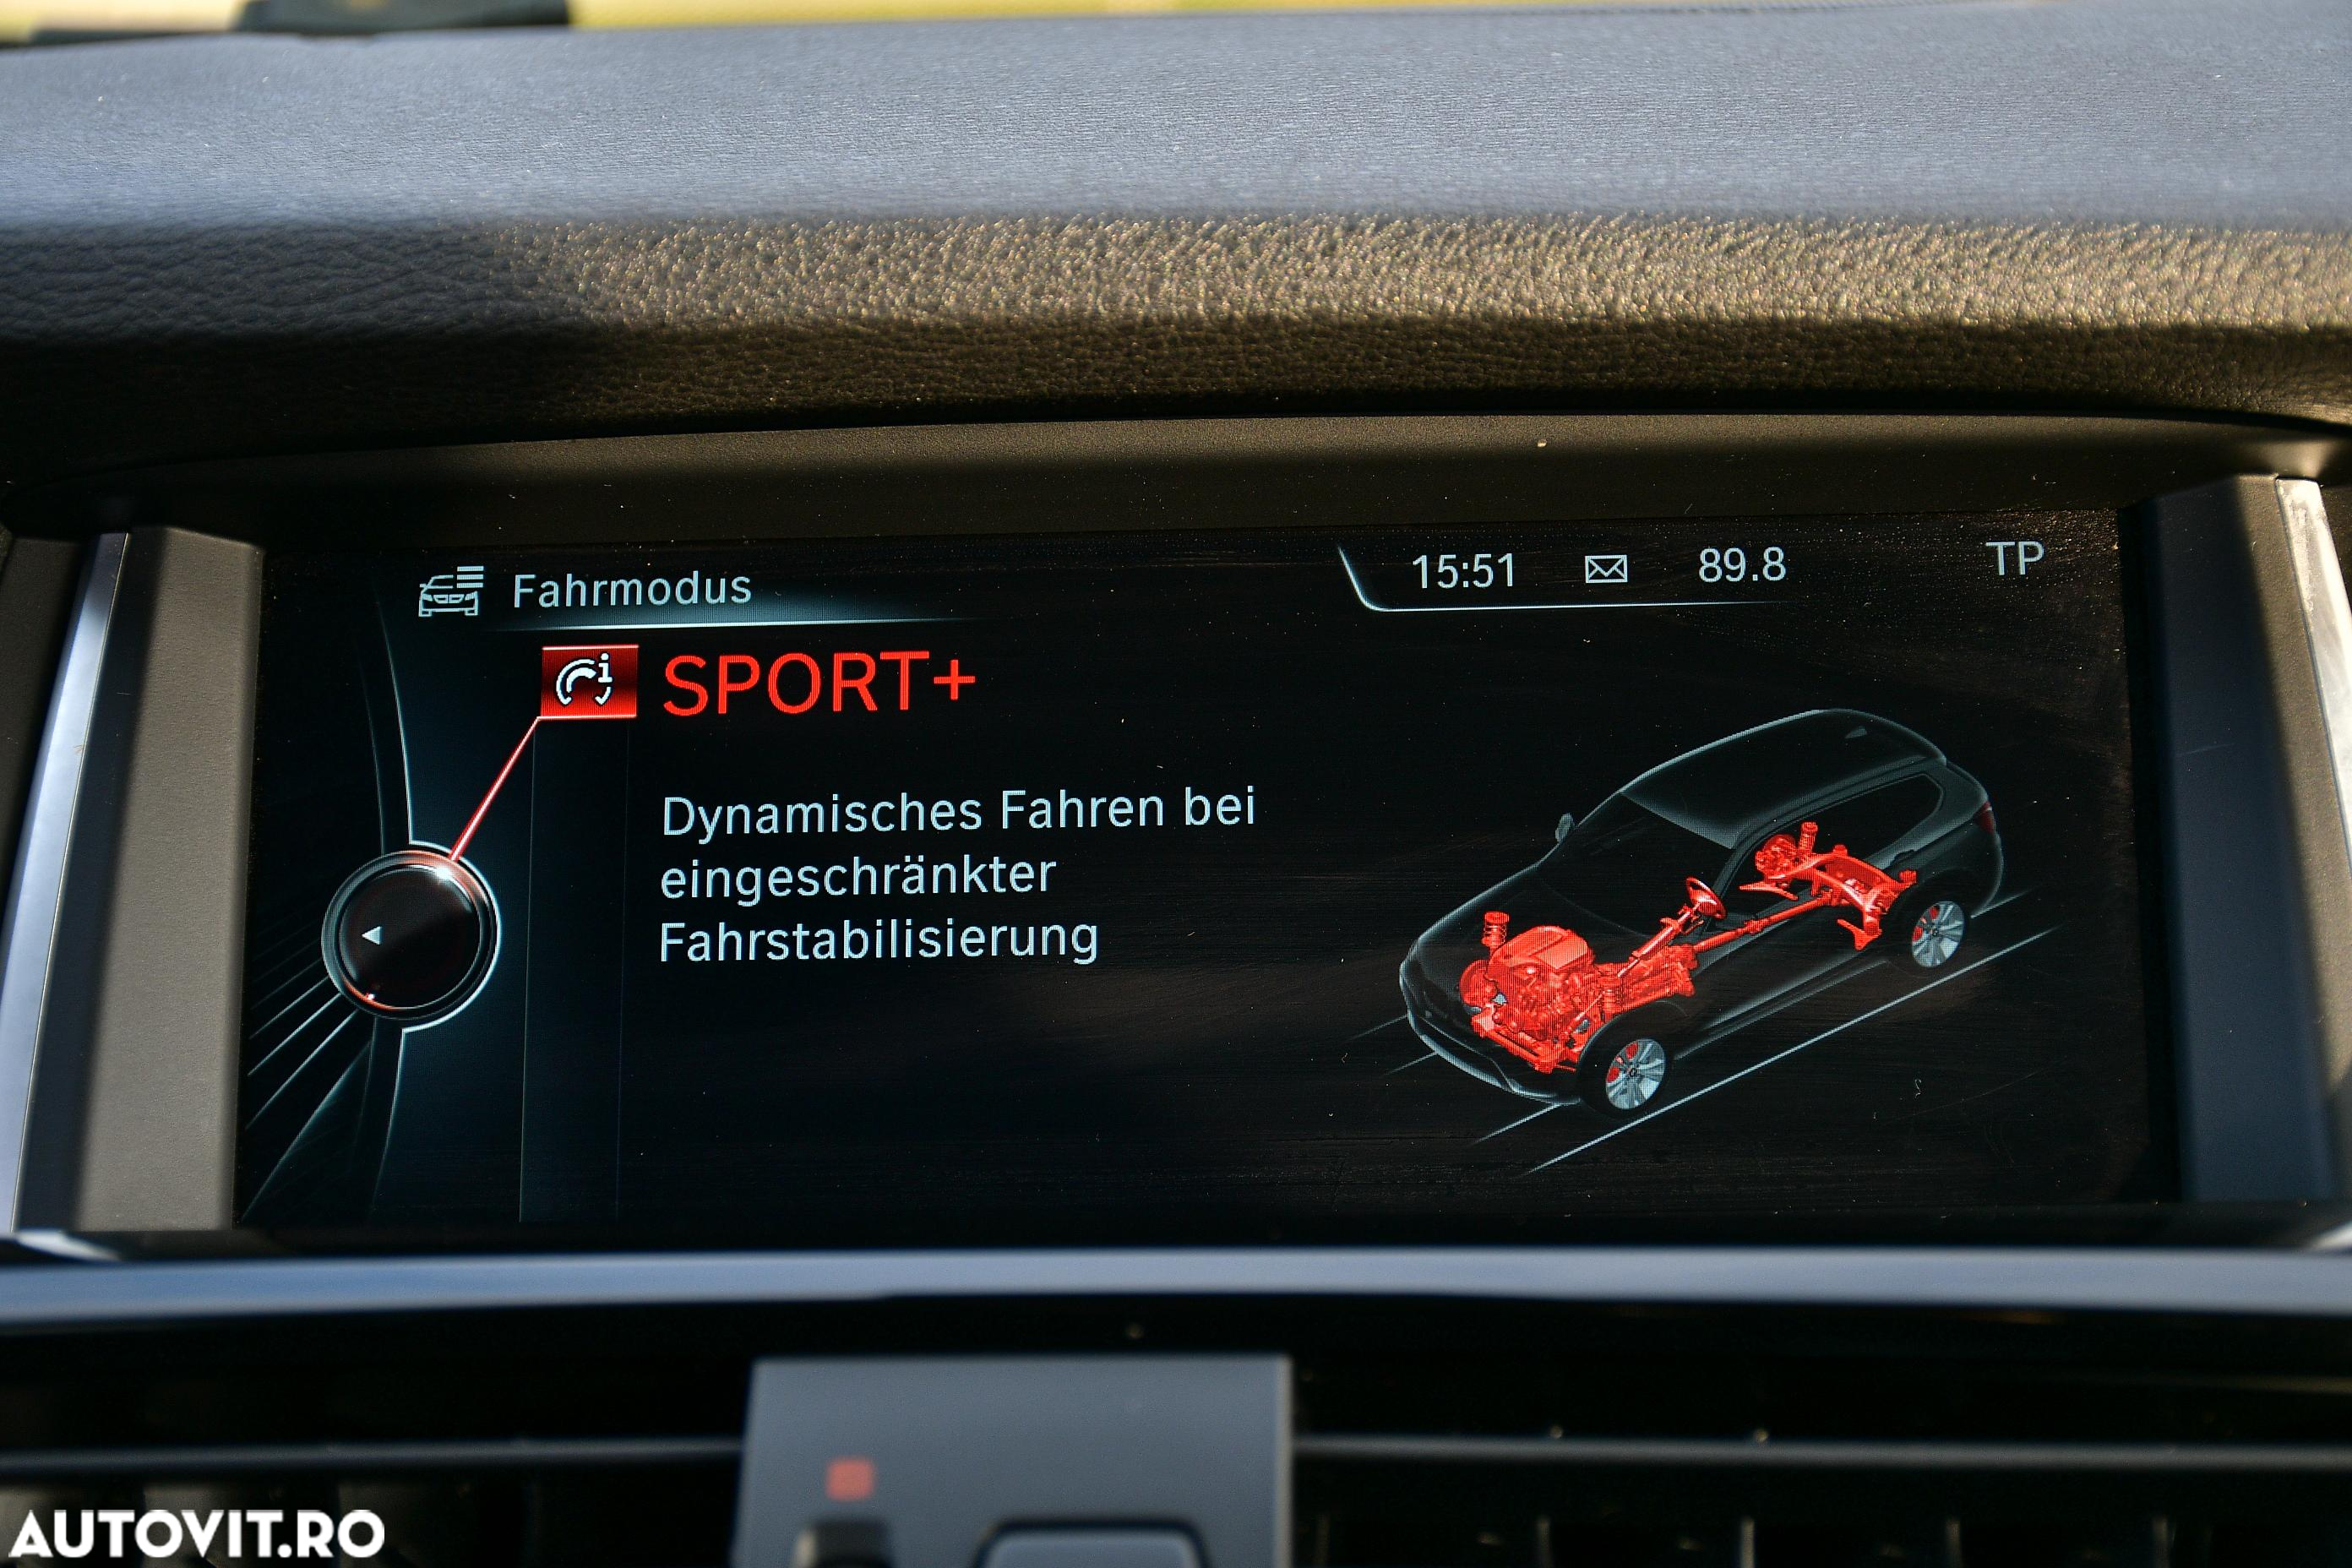 Fahrmodus
15:51 89.8 TP
SPORT+
Dynamisches Fahren bei
eingeschränkter
Fahrstabilisierung
AUTOVIT.RO